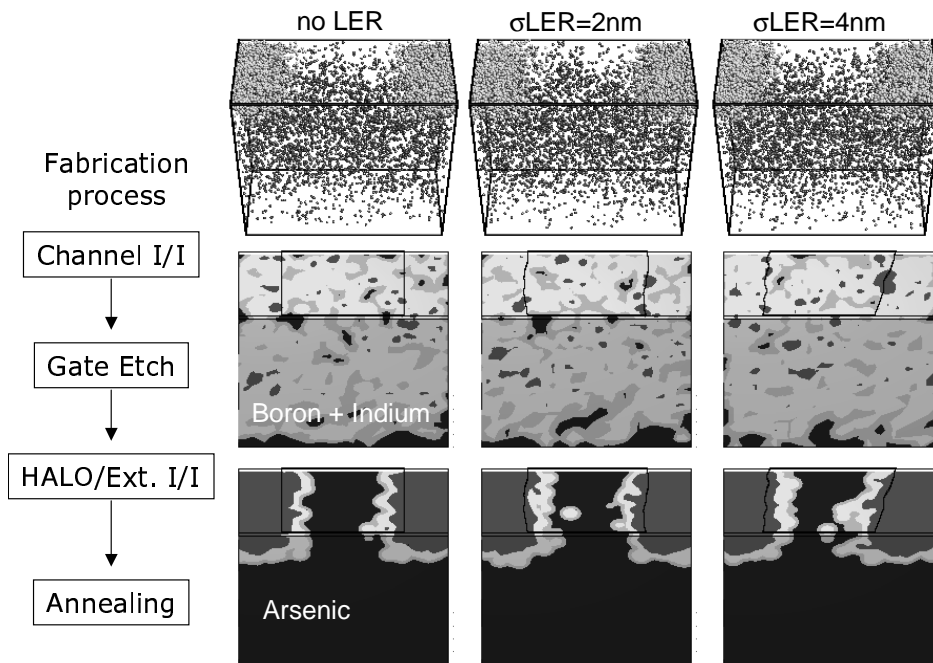 no LER
σLER=2nm
σLER=4nm
Fabrication
process
Channel I/I
Gate Etch
HALO/Ext. I/I
Annealing
Boron + Indium
Arsenic